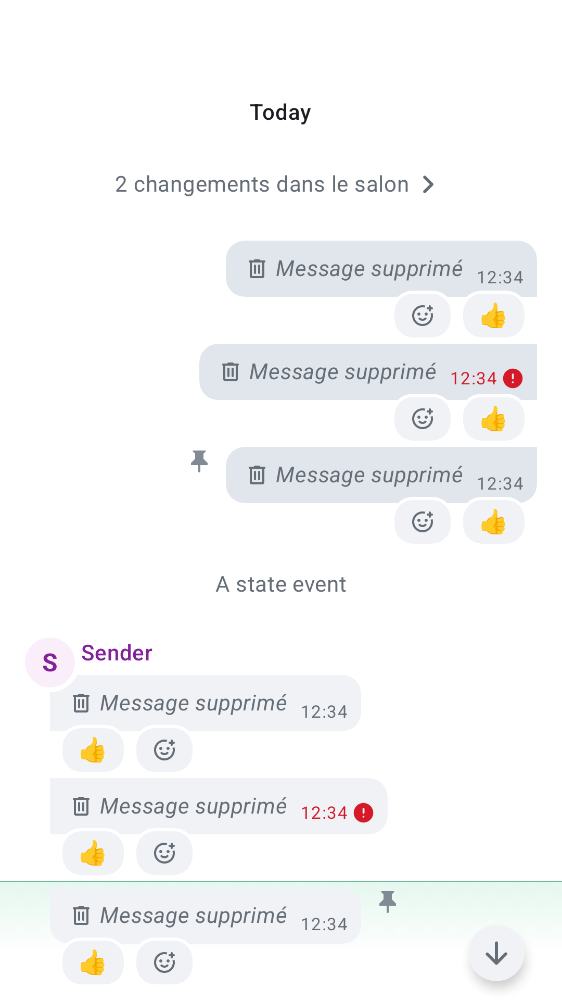 Today
2 changements dans le salon
Message supprimé 12:34
👍
Message supprimé 12:34
👍
Message supprimé 12:34
👍
A state event
S Sender
Message supprimé 12:34
👍
Message supprimé 12:34
👍
Message supprimé 12:34
👍